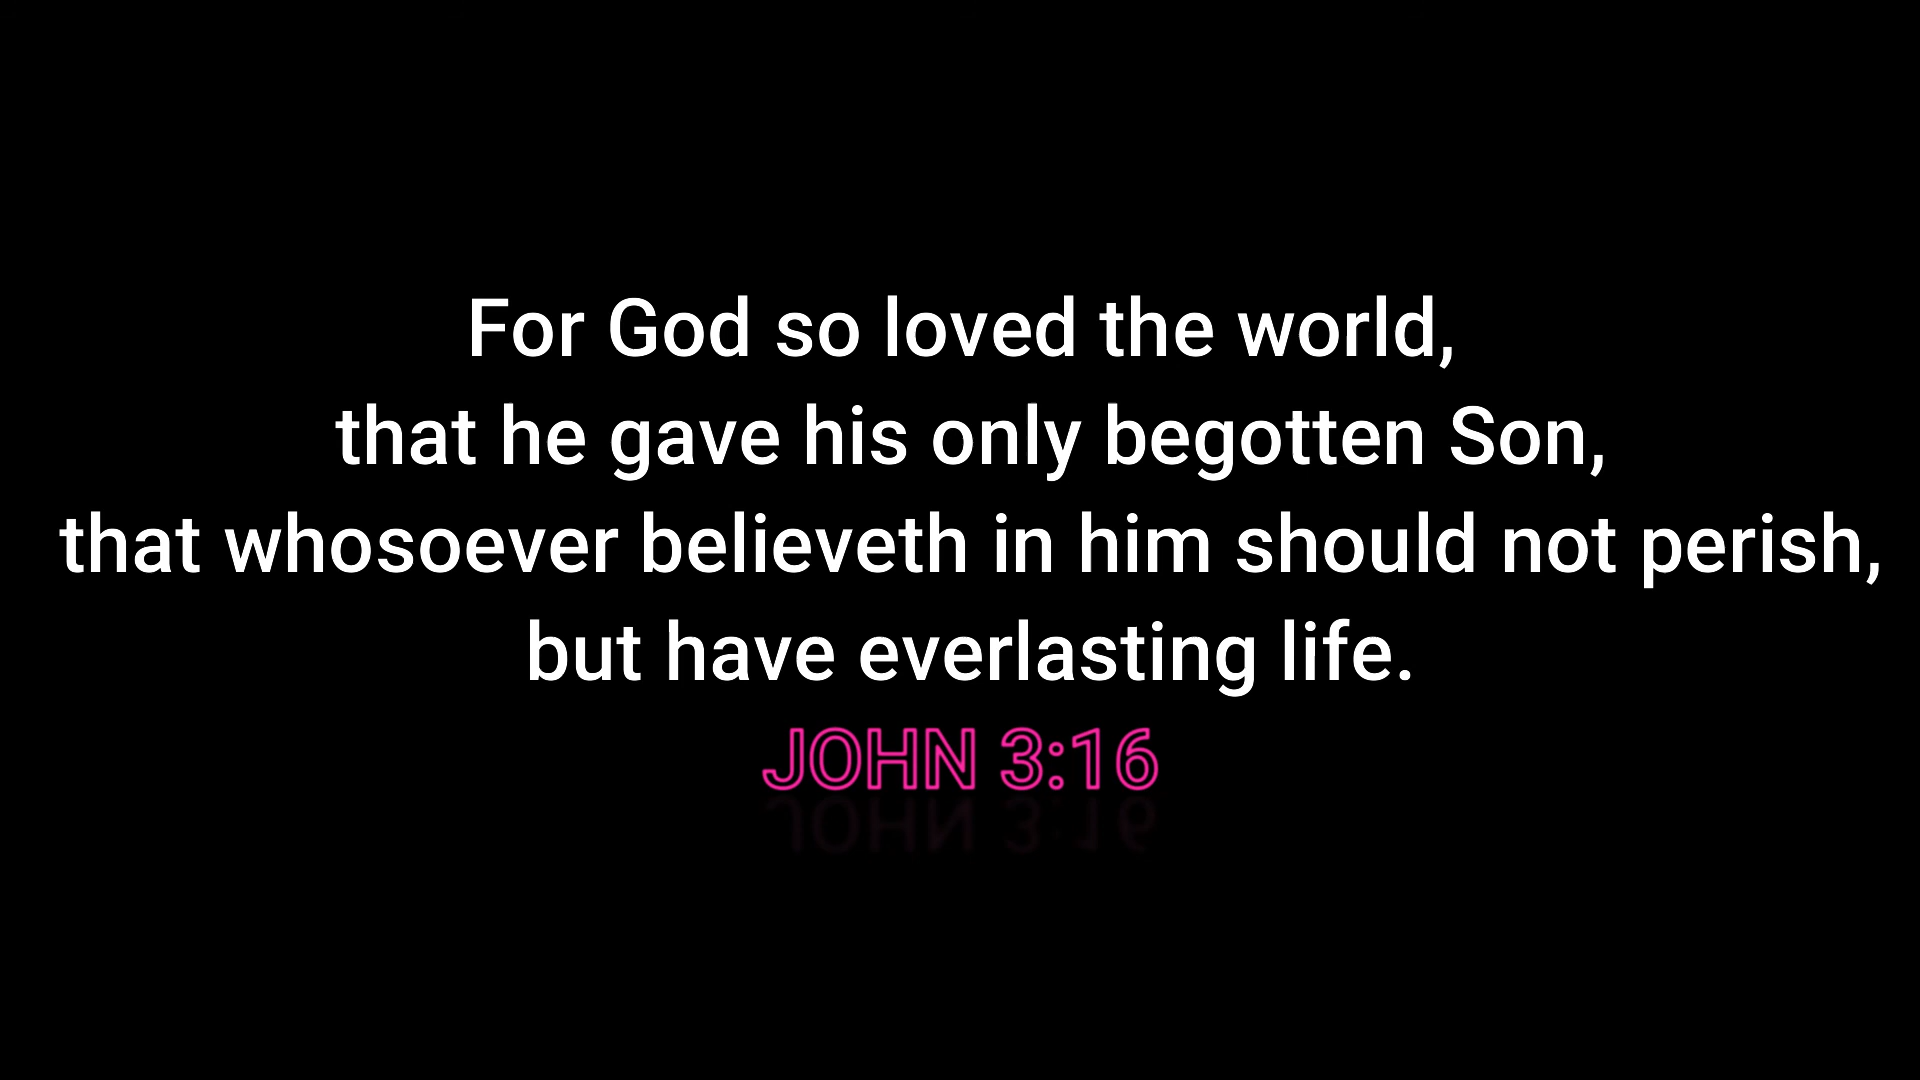 For God so loved the world,
that he gave his only begotten Son,
that whosoever believeth in him should not perish,
but have everlasting life.
JOHN 3:16